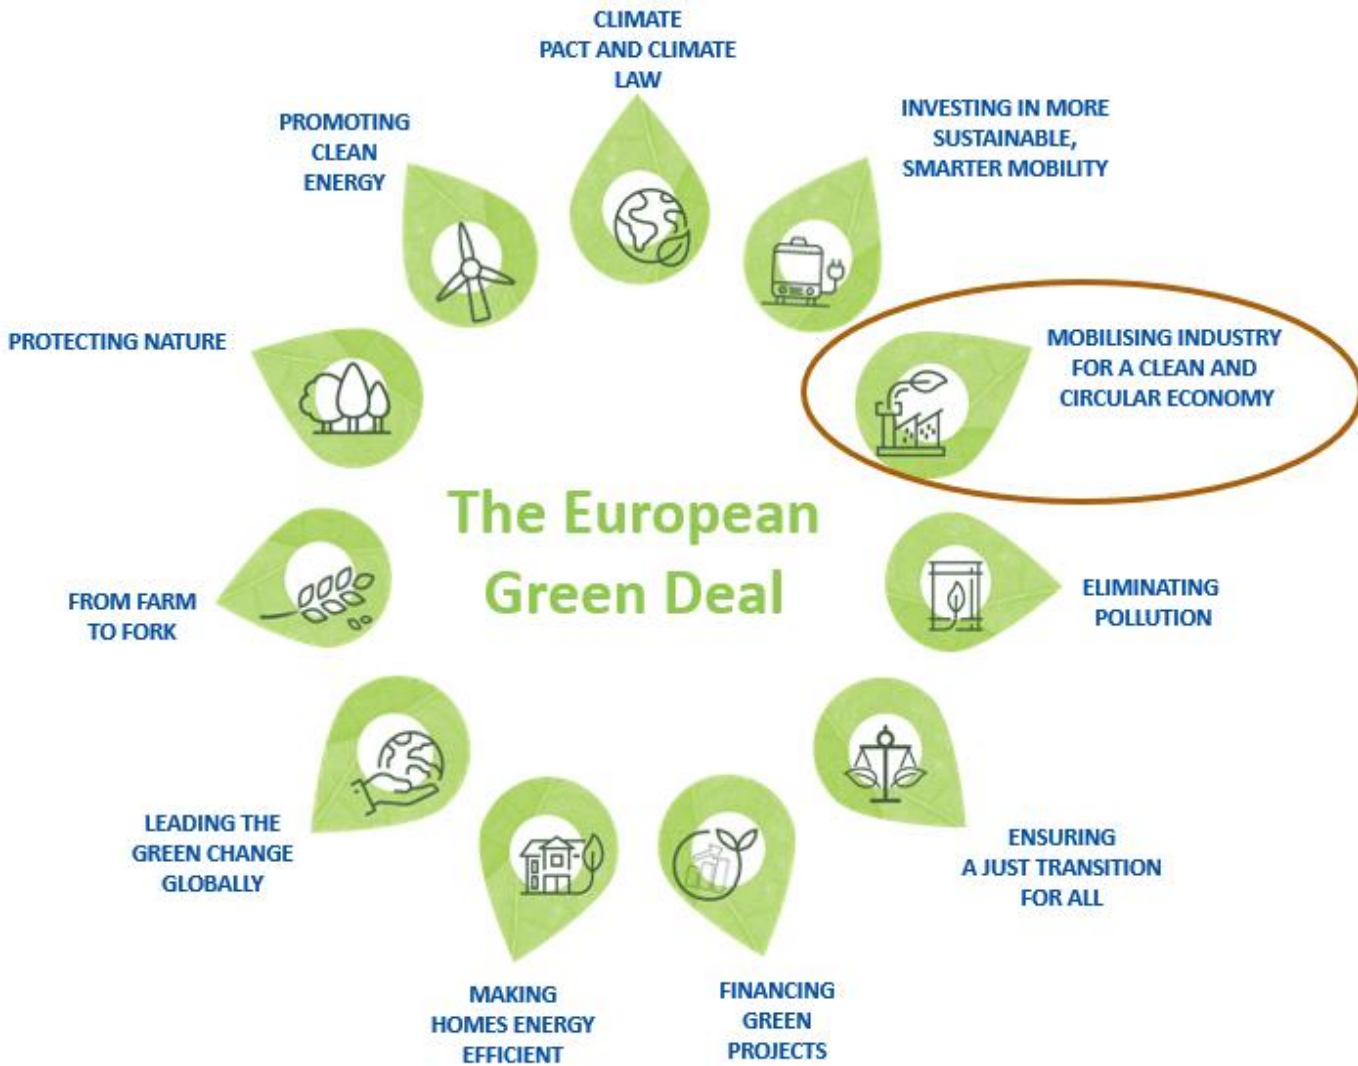 CLIMATE
PACT AND CLIMATE
LAW
INVESTING IN MORE
SUSTAINABLE,
SMARTER MOBILITY
MOBILISING INDUSTRY
FOR A CLEAN AND
CIRCULAR ECONOMY
ELIMINATING
POLLUTION
ENSURING
A JUST TRANSITION
FOR ALL
FINANCING
GREEN
PROJECTS
MAKING
HOMES ENERGY
EFFICIENT
LEADING THE
GREEN CHANGE
GLOBALLY
FROM FARM
TO FORK
PROTECTING NATURE
PROMOTING
CLEAN
ENERGY
The European
Green Deal